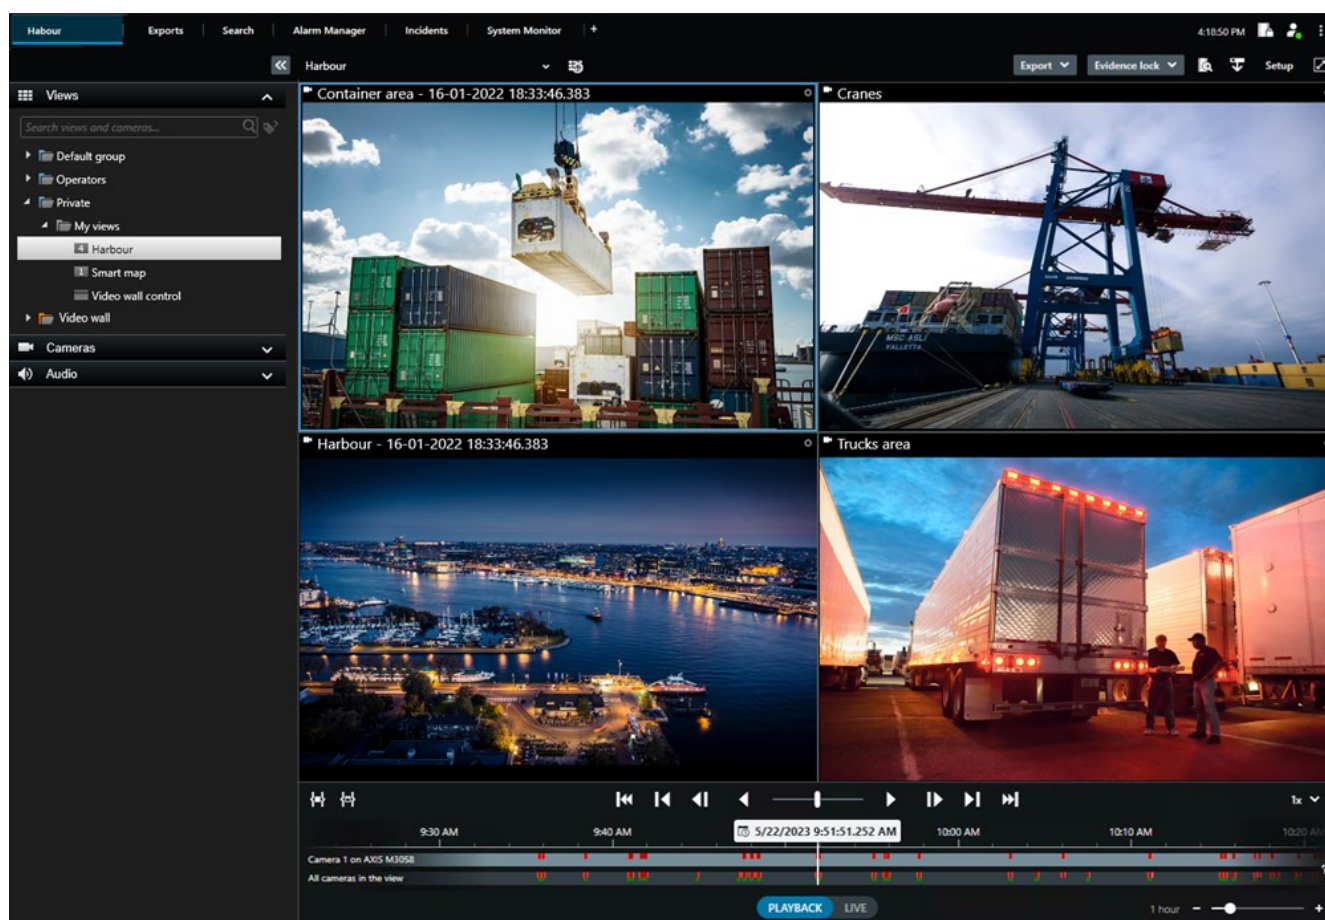 Habour Exports Search Alarm Manager Incidents System Monitor + 4:18:50 PM
Harbour Export Evidence lock Setup
Views
Search views and cameras...
Default group
Operators
Private
My views
4 Harbour
1 Smart map
Video wall control
Video wall
Cameras
Audio
Container area - 16-01-2022 18:33:46.383
Cranes
MSC ASLI
VALLETTA
Harbour - 16-01-2022 18:33:46.383
Trucks area
1x
9:30 AM 9:40 AM 5/22/2023 9:51:51.252 AM 10:00 AM 10:10 AM 10:20 AM
Camera 1 on AXIS M3058
All cameras in the view
PLAYBACK LIVE
1 hour - +